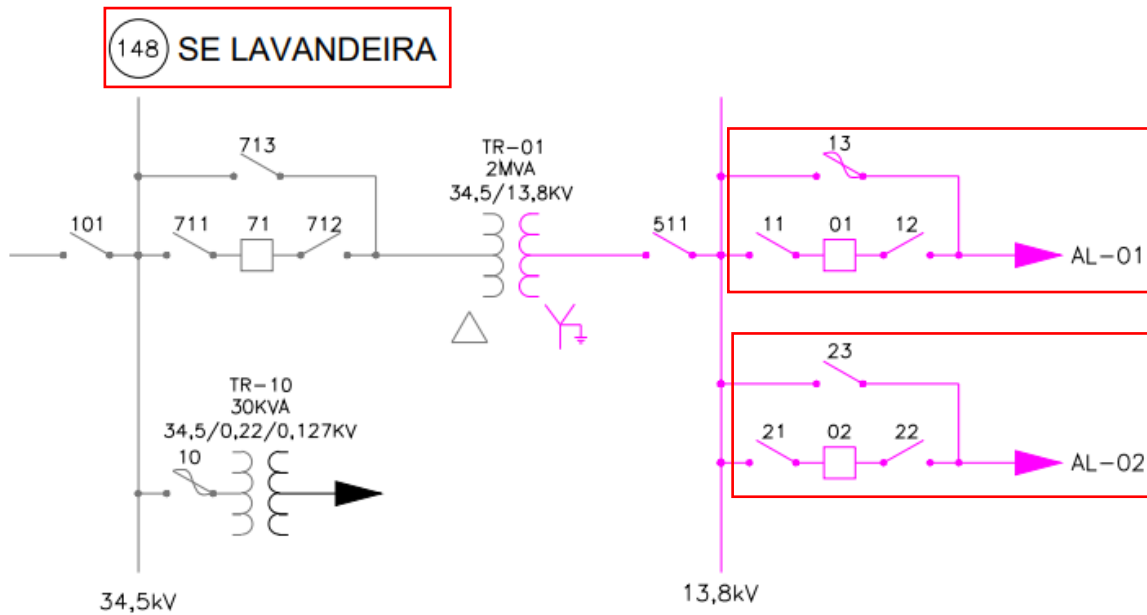 148 SE LAVANDEIRA
713
101
711
71
712
TR-01
2MVA
34,5/13,8KV
511
13
11
01
12
AL-01
23
21
02
22
AL-02
TR-10
30KVA
34,5/0,22/0,127KV
10
34,5kV
13,8kV